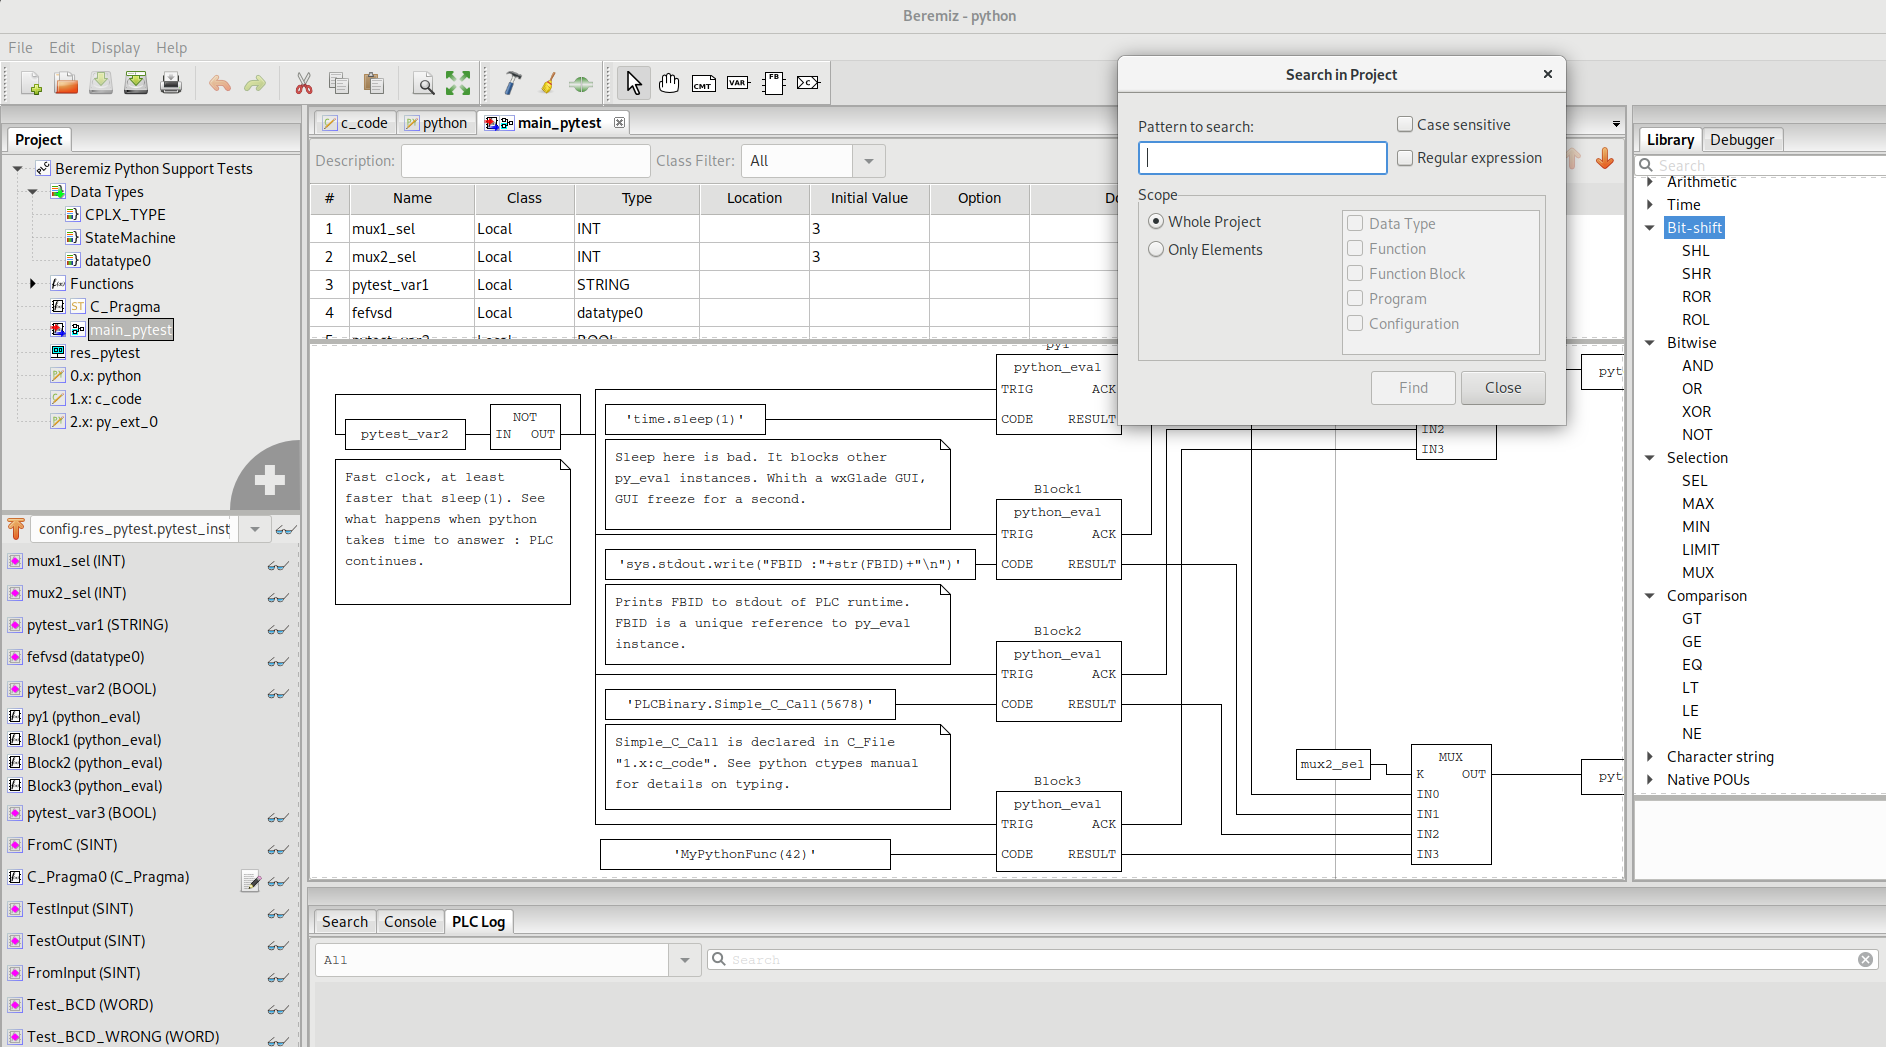 Beremiz - python
File Edit Display Help
CMT VAR FB C
Project
Beremiz Python Support Tests
Data Types
CPLX_TYPE
StateMachine
datatype0
Functions
ST C_Pragma
main_pytest
res_pytest
0.x: python
1.x: c_code
2.x: py_ext_0
config.res_pytest.pytest_inst
mux1_sel (INT)
mux2_sel (INT)
pytest_var1 (STRING)
fefvsd (datatype0)
pytest_var2 (BOOL)
py1 (python_eval)
Block1 (python_eval)
Block2 (python_eval)
Block3 (python_eval)
pytest_var3 (BOOL)
FromC (SINT)
C_Pragma0 (C_Pragma)
TestInput (SINT)
TestOutput (SINT)
FromInput (SINT)
Test_BCD (WORD)
Test_BCD_WRONG (WORD)
c_code python main_pytest
Description: Class Filter: All
# Name Class Type Location Initial Value Option
1 mux1_sel Local INT 3
2 mux2_sel Local INT 3
3 pytest_var1 Local STRING
4 fefvsd Local datatype0
5 pytest_var2 Local BOOL
pytest_var2
NOT
IN OUT
Fast clock, at least
faster that sleep(1). See
what happens when python
takes time to answer : PLC
continues.
'time.sleep(1)'
Sleep here is bad. It blocks other
py_eval instances. Whith a wxGlade GUI,
GUI freeze for a second.
'sys.stdout.write("FBID :"+str(FBID)+"\n")'
Prints FBID to stdout of PLC runtime.
FBID is a unique reference to py_eval
instance.
'PLCBinary.Simple_C_Call(5678)'
Simple_C_Call is declared in C_File
"1.x:c_code". See python ctypes manual
for details on typing.
'MyPythonFunc(42)'
py1
python_eval
TRIG ACK
CODE RESULT
Block1
python_eval
TRIG ACK
CODE RESULT
Block2
python_eval
TRIG ACK
CODE RESULT
Block3
python_eval
TRIG ACK
CODE RESULT
IN2
IN3
pyt
mux2_sel
MUX
K OUT
IN0
IN1
IN2
IN3
pyt
Search in Project
Pattern to search:
Case sensitive
Regular expression
Scope
Whole Project
Only Elements
Data Type
Function
Function Block
Program
Configuration
Find Close
Library Debugger
Search
Arithmetic
Time
Bit-shift
SHL
SHR
ROR
ROL
Bitwise
AND
OR
XOR
NOT
Selection
SEL
MAX
MIN
LIMIT
MUX
Comparison
GT
GE
EQ
LT
LE
NE
Character string
Native POUs
Search Console PLC Log
All Search